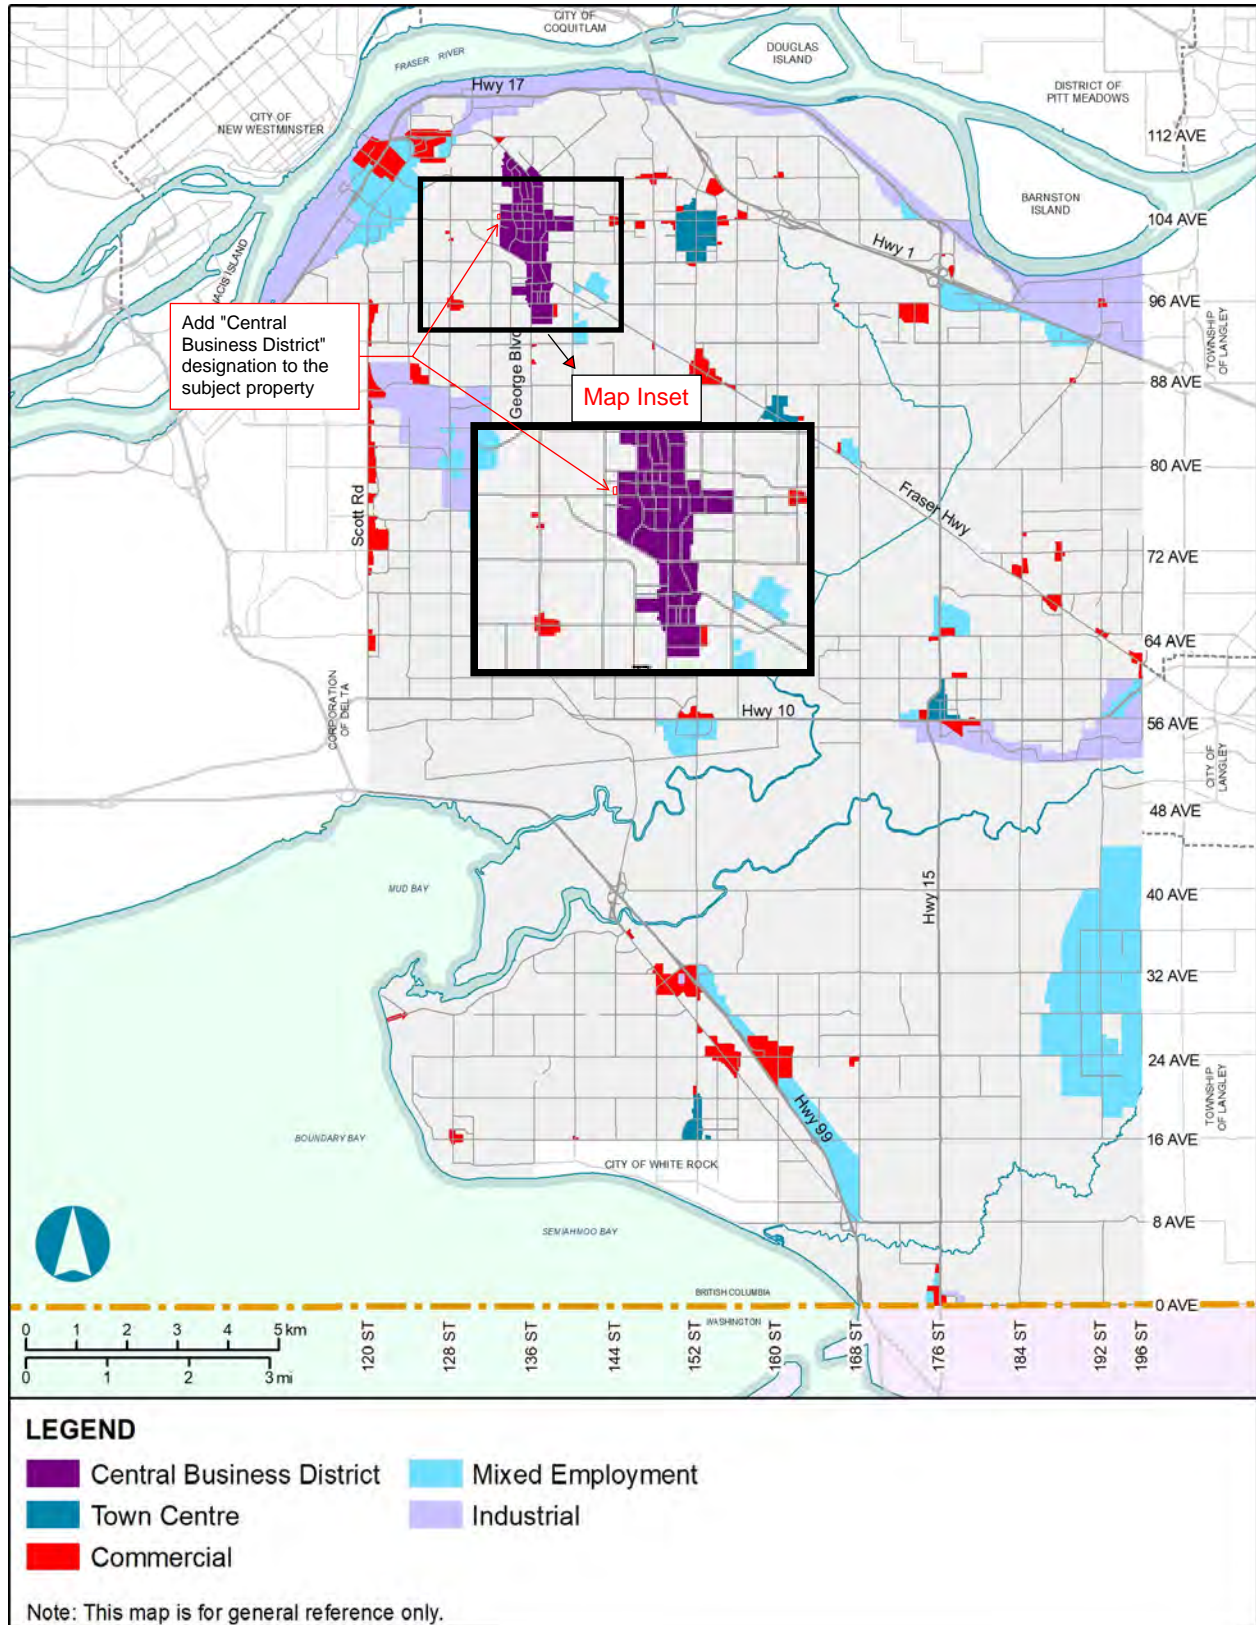 CITY OF
COQUITLAM
DOUGLAS
ISLAND
FRASER RIVER
DISTRICT OF
PITT MEADOWS
Hwy 17
CITY OF
NEW WESTMINSTER
112 AVE
BARNSTON
ISLAND
104 AVE
Hwy 1
NACIS ISLAND
96 AVE
Add "Central
Business District"
designation to the
subject property
TOWNSHIP
OF LANGLEY
George Blvd
Map Inset
88 AVE
80 AVE
Fraser Hwy
Scott Rd
72 AVE
64 AVE
CORPORATION
OF DELTA
Hwy 10
56 AVE
CITY OF
LANGLEY
48 AVE
MUD BAY
Hwy 15
40 AVE
32 AVE
24 AVE
Hwy 99
TOWNSHIP
OF LANGLEY
BOUNDARY BAY
16 AVE
CITY OF WHITE ROCK
SEMIAHMOO BAY
8 AVE
BRITISH COLUMBIA
0 AVE
WASHINGTON
0 1 2 3 4 5 km
0 1 2 3 mi
120 ST
128 ST
136 ST
144 ST
152 ST
160 ST
168 ST
176 ST
184 ST
192 ST
196 ST
LEGEND
Central Business District
Mixed Employment
Town Centre
Industrial
Commercial
Note: This map is for general reference only.